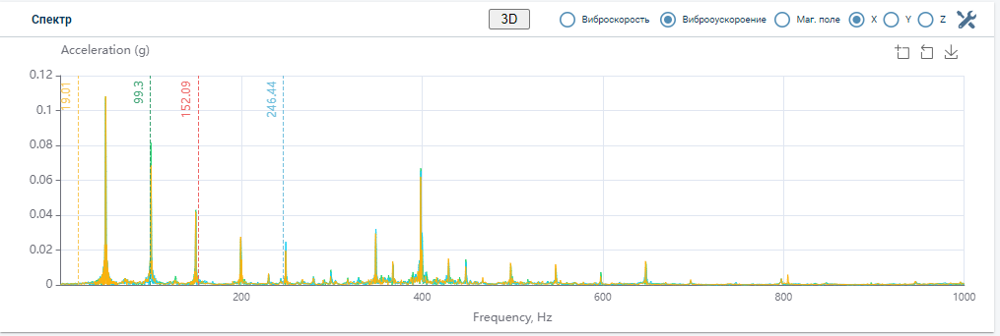 Спектр 3D Виброскорость Виброускороение Маг. поле X Y Z
Acceleration (g)
0.12
0.1
0.08
0.06
0.04
0.02
0
19.01
99.3
152.09
246.44
200 400 600 800 1000
Frequency, Hz